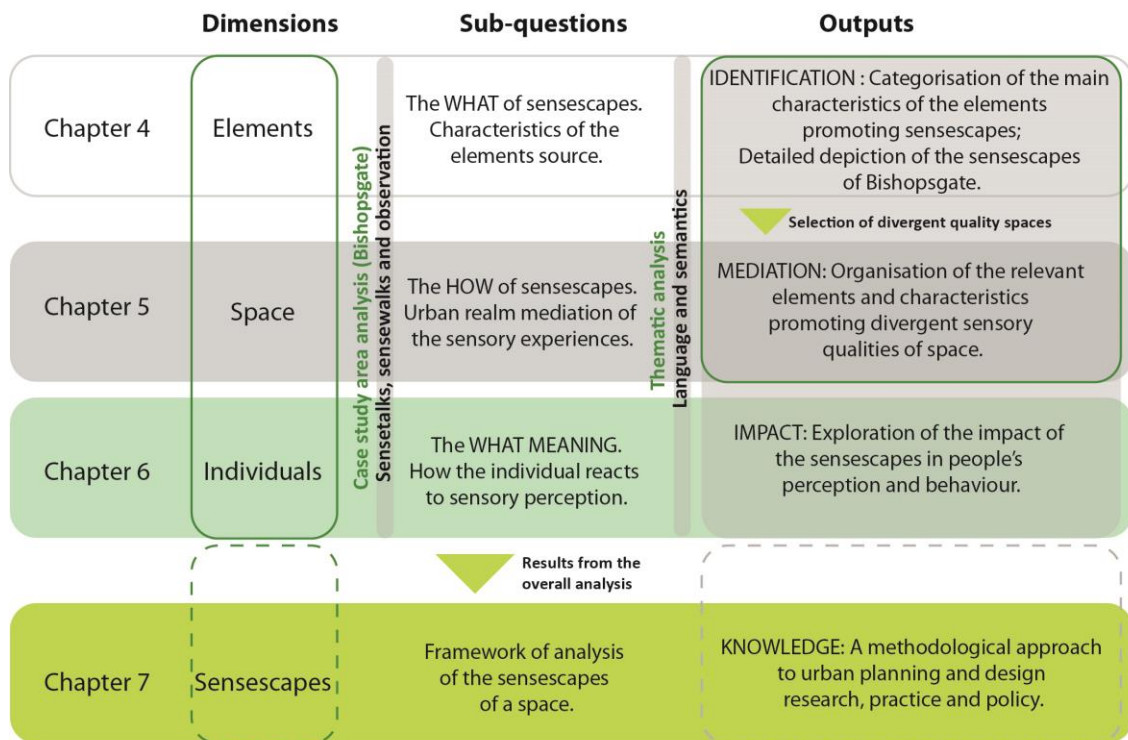 Dimensions
Sub-questions
Outputs
Chapter 4
Elements
The WHAT of sensescapes.
Characteristics of the
elements source.
IDENTIFICATION : Categorisation of the main
characteristics of the elements
promoting sensescapes;
Detailed depiction of the sensescapes
of Bishopsgate.
Selection of divergent quality spaces
Case study area analysis (Bishopsgate)
Sensetalks, sensewalks and observation
Thematic analysis
Language and semantics
Chapter 5
Space
The HOW of sensescapes.
Urban realm mediation of
the sensory experiences.
MEDIATION: Organisation of the relevant
elements and characteristics
promoting divergent sensory
qualities of space.
Chapter 6
Individuals
The WHAT MEANING.
How the individual reacts
to sensory perception.
IMPACT: Exploration of the impact of
the sensescapes in people's
perception and behaviour.
Results from the
overall analysis
Chapter 7
Sensescapes
Framework of analysis
of the sensescapes
of a space.
KNOWLEDGE: A methodological approach
to urban planning and design
research, practice and policy.